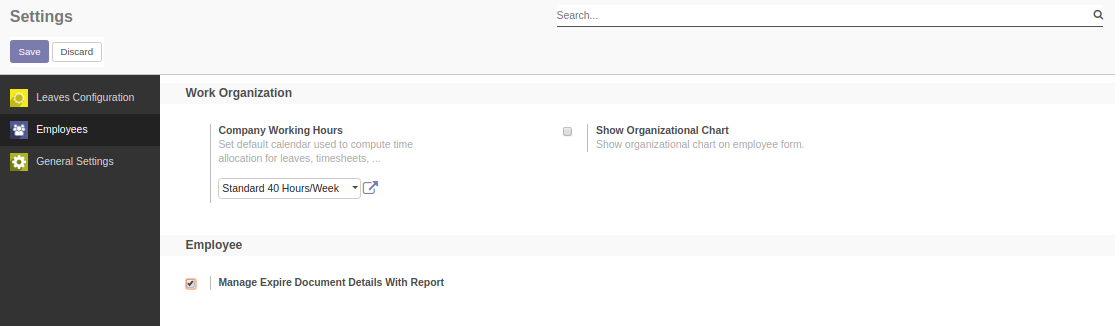 Settings
Search...
Save
Discard
Leaves Configuration
Employees
General Settings
Work Organization
Company Working Hours
Set default calendar used to compute time
allocation for leaves, timesheets, ...
Standard 40 Hours/Week
Show Organizational Chart
Show organizational chart on employee form.
Employee
Manage Expire Document Details With Report